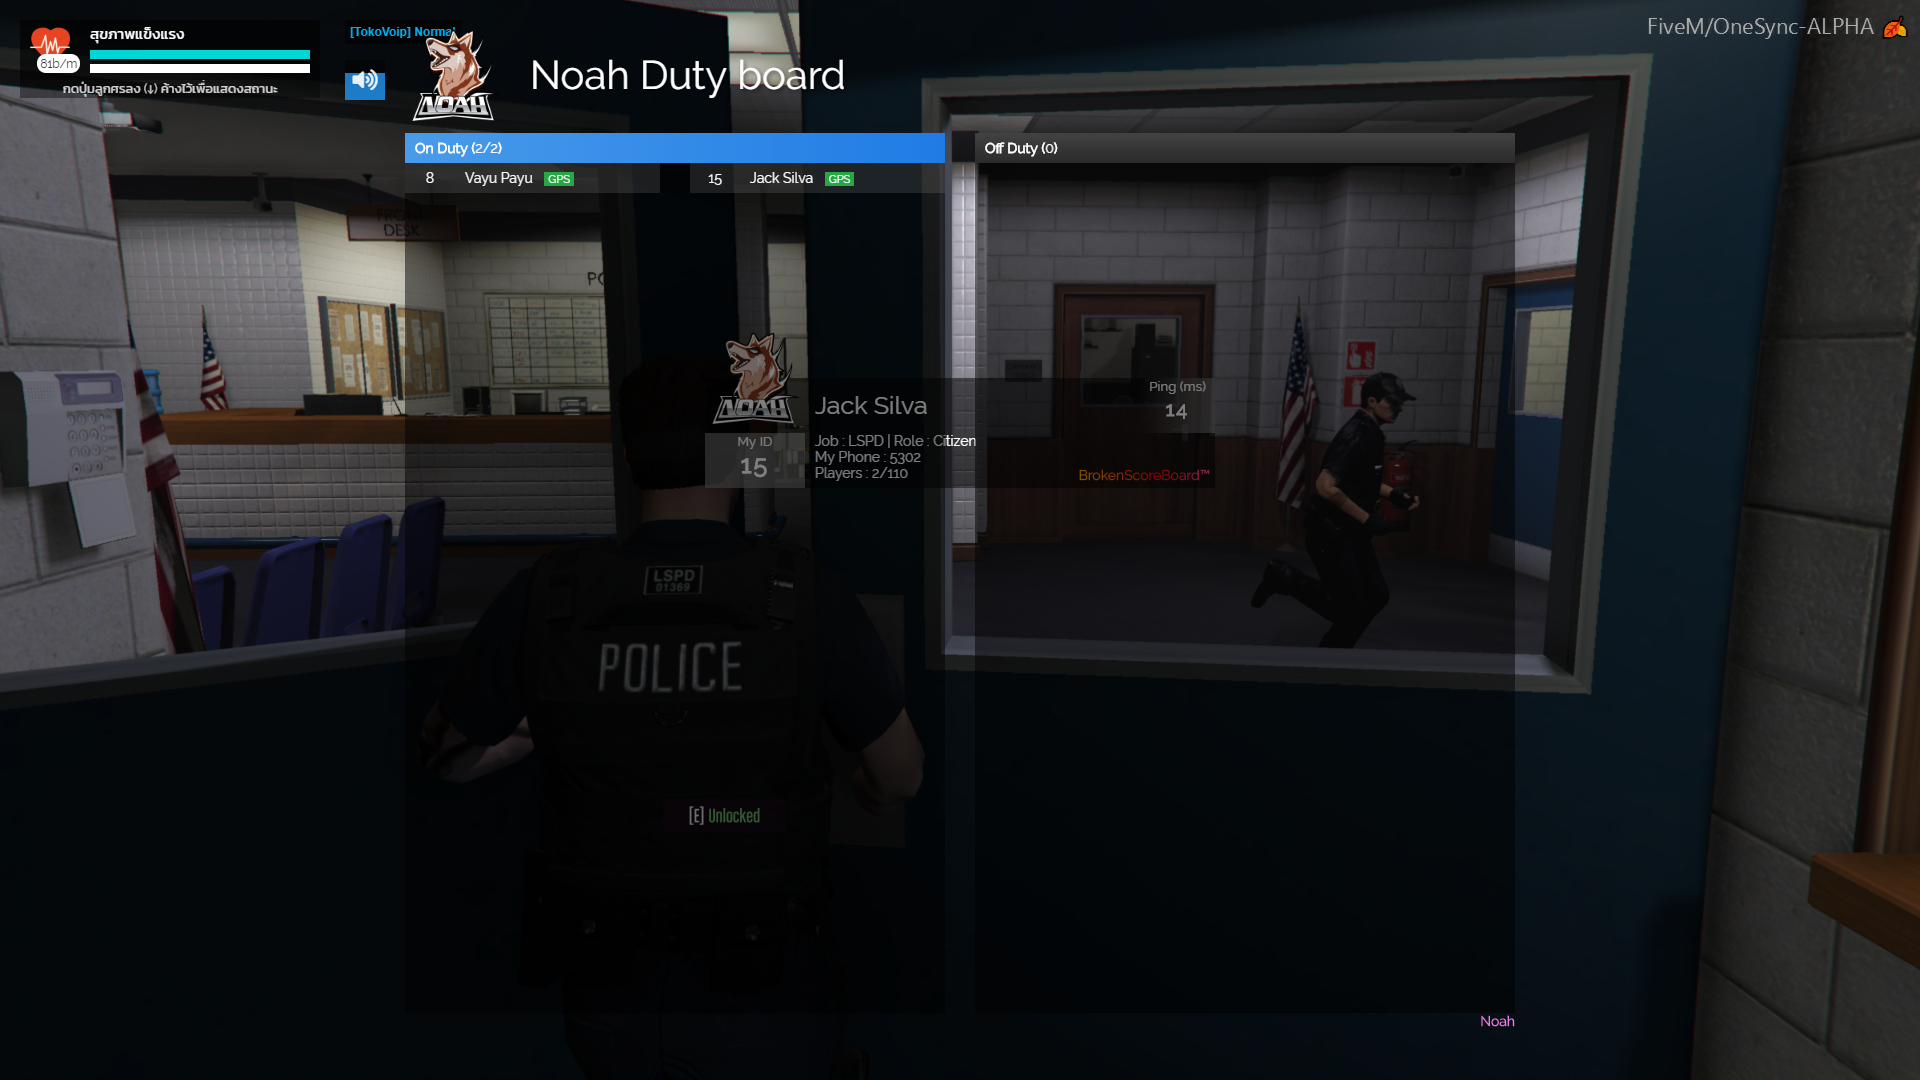 สุขภาพแข็งแรง
81b/m
กดปุ่มลูกศรลง (↓) ค้างไว้เพื่อแสดงสถานะ
[TokoVoip] Normal
NOAH
Noah Duty board
FiveM/OneSync-ALPHA
On Duty (2/2)
Off Duty (0)
8 Vayu Payu GPS
15 Jack Silva GPS
FRONT
DESK
NOAH
Jack Silva
Ping (ms)
14
My ID
15
Job : LSPD | Role : Citizen
My Phone : 5302
Players : 2/110
BrokenScoreBoard™
LSPD
01369
POLICE
[E] Unlocked
Noah